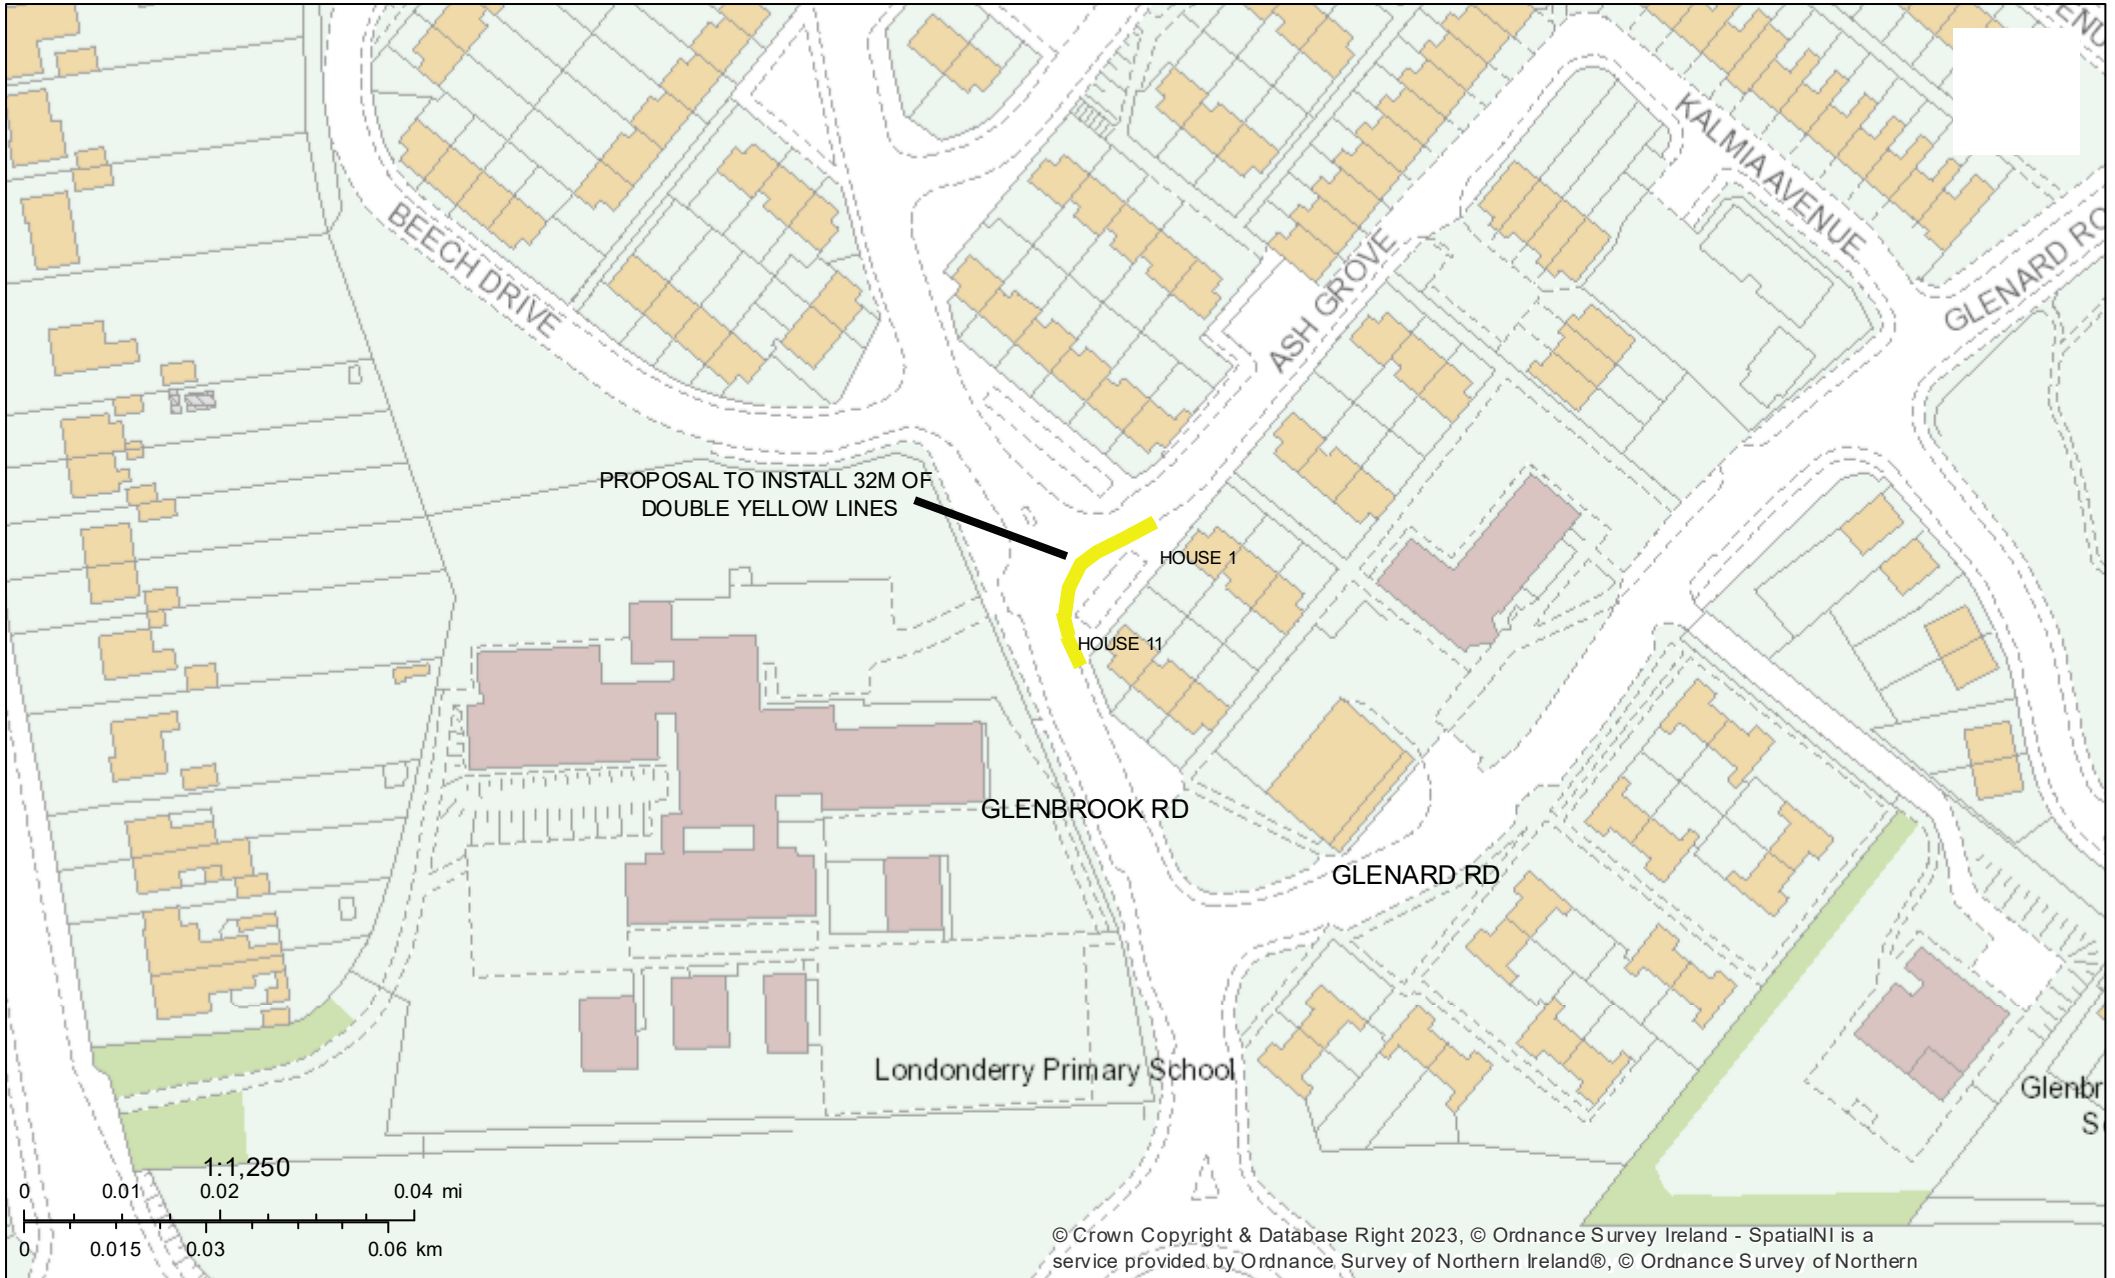 KALMIA AVENUE
BEECH DRIVE
ASH GROVE
GLENARD RO
PROPOSAL TO INSTALL 32M OF
DOUBLE YELLOW LINES
HOUSE 1
HOUSE 11
GLENBROOK RD
GLENARD RD
Londonderry Primary School
Glenbr
S
1:1,250
0 0.01 0.02 0.04 mi
0 0.015 0.03 0.06 km
© Crown Copyright & Database Right 2023, © Ordnance Survey Ireland - SpatialNI is a
service provided by Ordnance Survey of Northern Ireland®, © Ordnance Survey of Northern